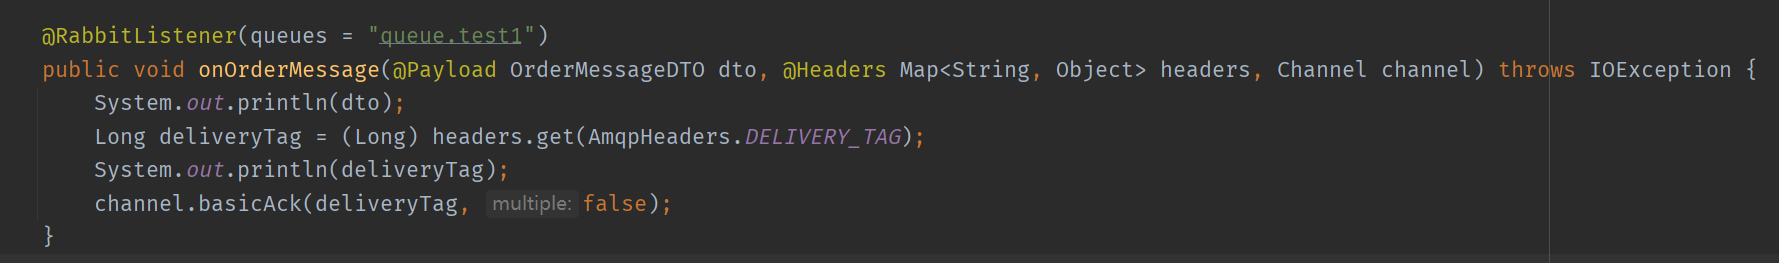 @RabbitListener(queues = "queue.test1")
public void onOrderMessage(@Payload OrderMessageDTO dto, @Headers Map<String, Object> headers, Channel channel) throws IOException {
    System.out.println(dto);
    Long deliveryTag = (Long) headers.get(AmqpHeaders.DELIVERY_TAG);
    System.out.println(deliveryTag);
    channel.basicAck(deliveryTag, multiple: false);
}